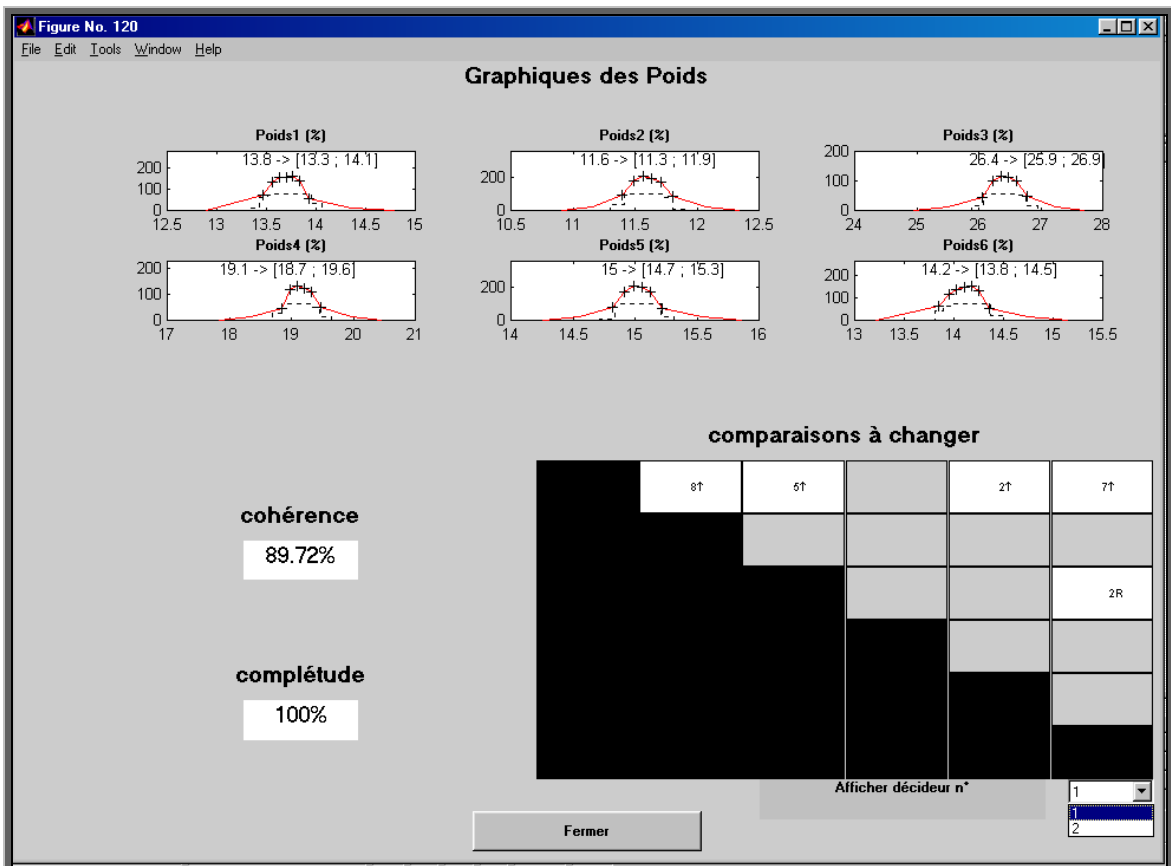 Figure No. 120
File Edit Tools Window Help
Graphiques des Poids
Poids1 (%) Poids2 (%) Poids3 (%)
200 100 0
13.8 -> [13.3 ; 14.1]
12.5 13 13.5 14 14.5 15
200 0
11.6 -> [11.3 ; 11.9]
10.5 11 11.5 12 12.5
200 100 0
26.4 -> [25.9 ; 26.9]
24 25 26 27 28
Poids4 (%) Poids5 (%) Poids6 (%)
200 100 0
19.1 -> [18.7 ; 19.6]
17 18 19 20 21
200 0
15 -> [14.7 ; 15.3]
14 14.5 15 15.5 16
200 100 0
14.2 -> [13.8 ; 14.5]
13 13.5 14 14.5 15 15.5
comparaisons à changer
8↑ 5↑ 2↑ 7↑
2R
cohérence
89.72%
complétude
100%
Afficher décideur n°
1
1
2
Fermer